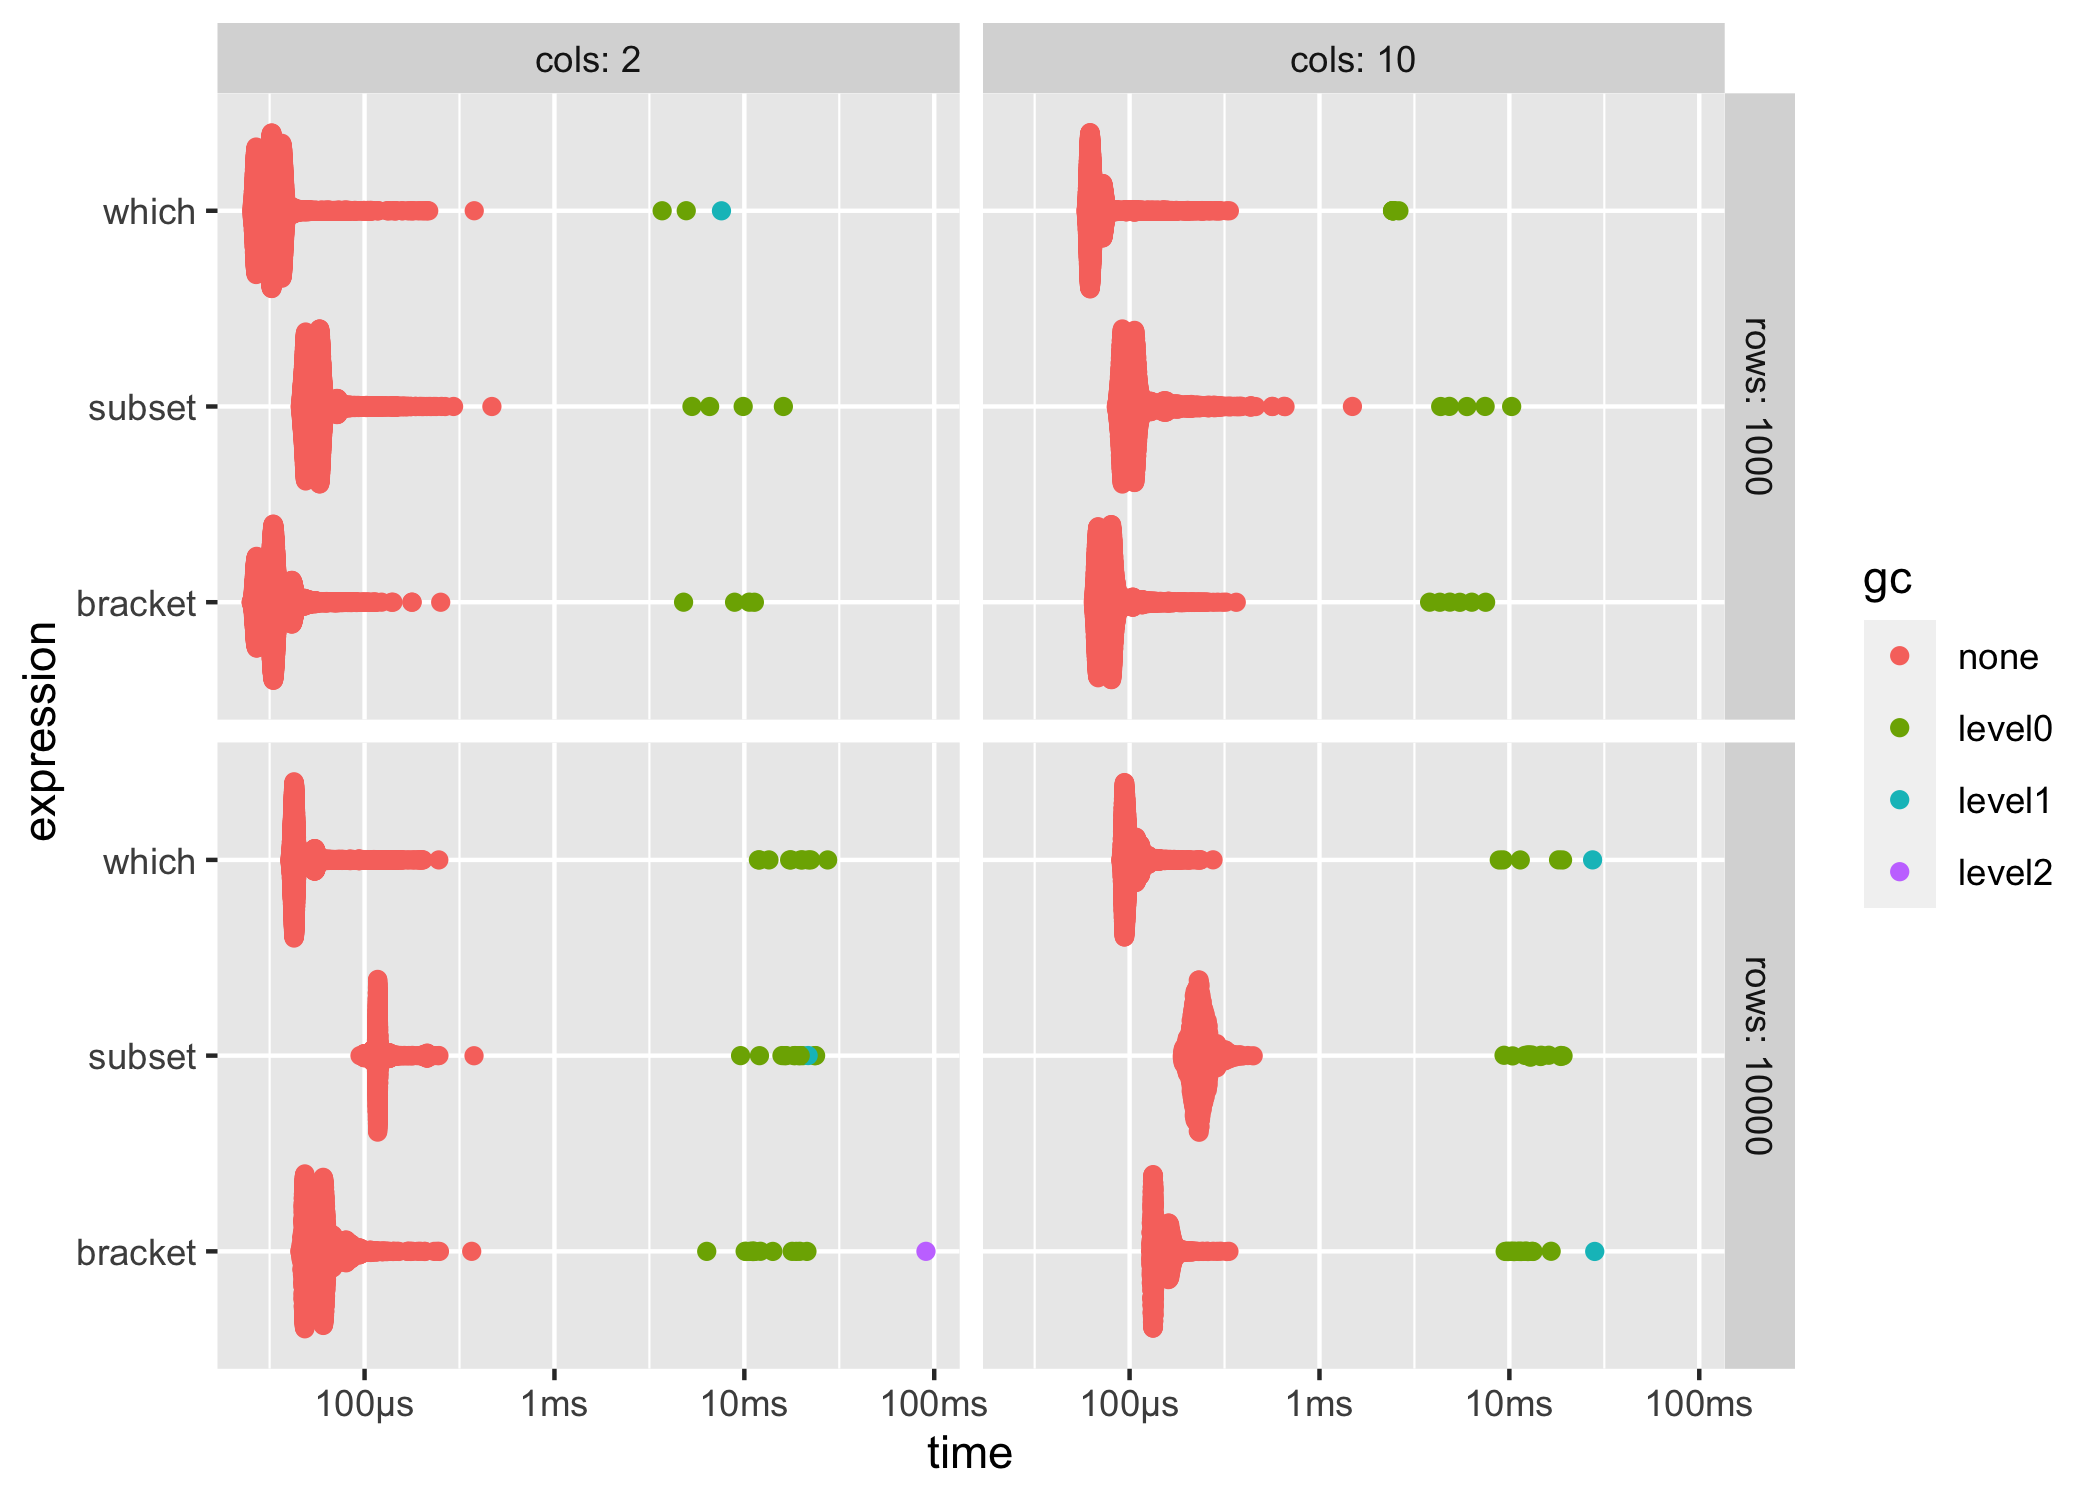 cols: 2
cols: 10
which
subset
bracket
rows: 1000
which
subset
bracket
rows: 10000
100µs
1ms
10ms
100ms
100µs
1ms
10ms
100ms
time
expression
gc
none
level0
level1
level2